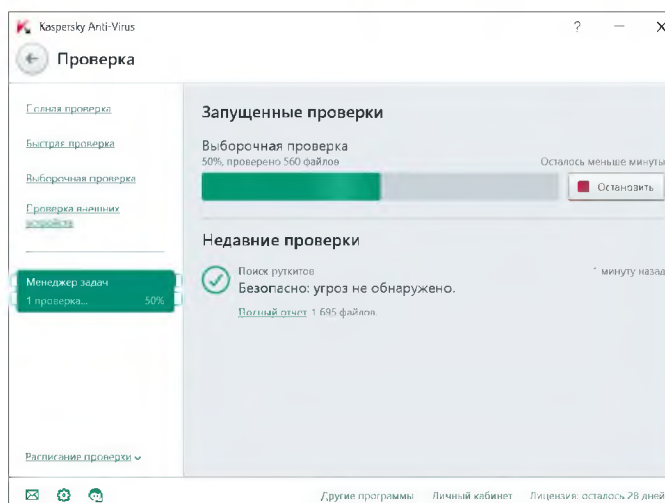 Kaspersky Anti-Virus
Проверка
Полная проверка
Быстрая проверка
Выборочная проверка
Проверка внешних
устройств
Менеджер задач
1 проверка... 50%
Расписание проверки
Запущенные проверки
Выборочная проверка
50%, проверено 560 файлов
Осталось меньше минуты
Остановить
Недавние проверки
Поиск руткитов
1 минуту назад
Безопасно: угроз не обнаружено.
Полный отчет 1 695 файлов.
Другие программы Личный кабинет Лицензия: осталось 28 дней